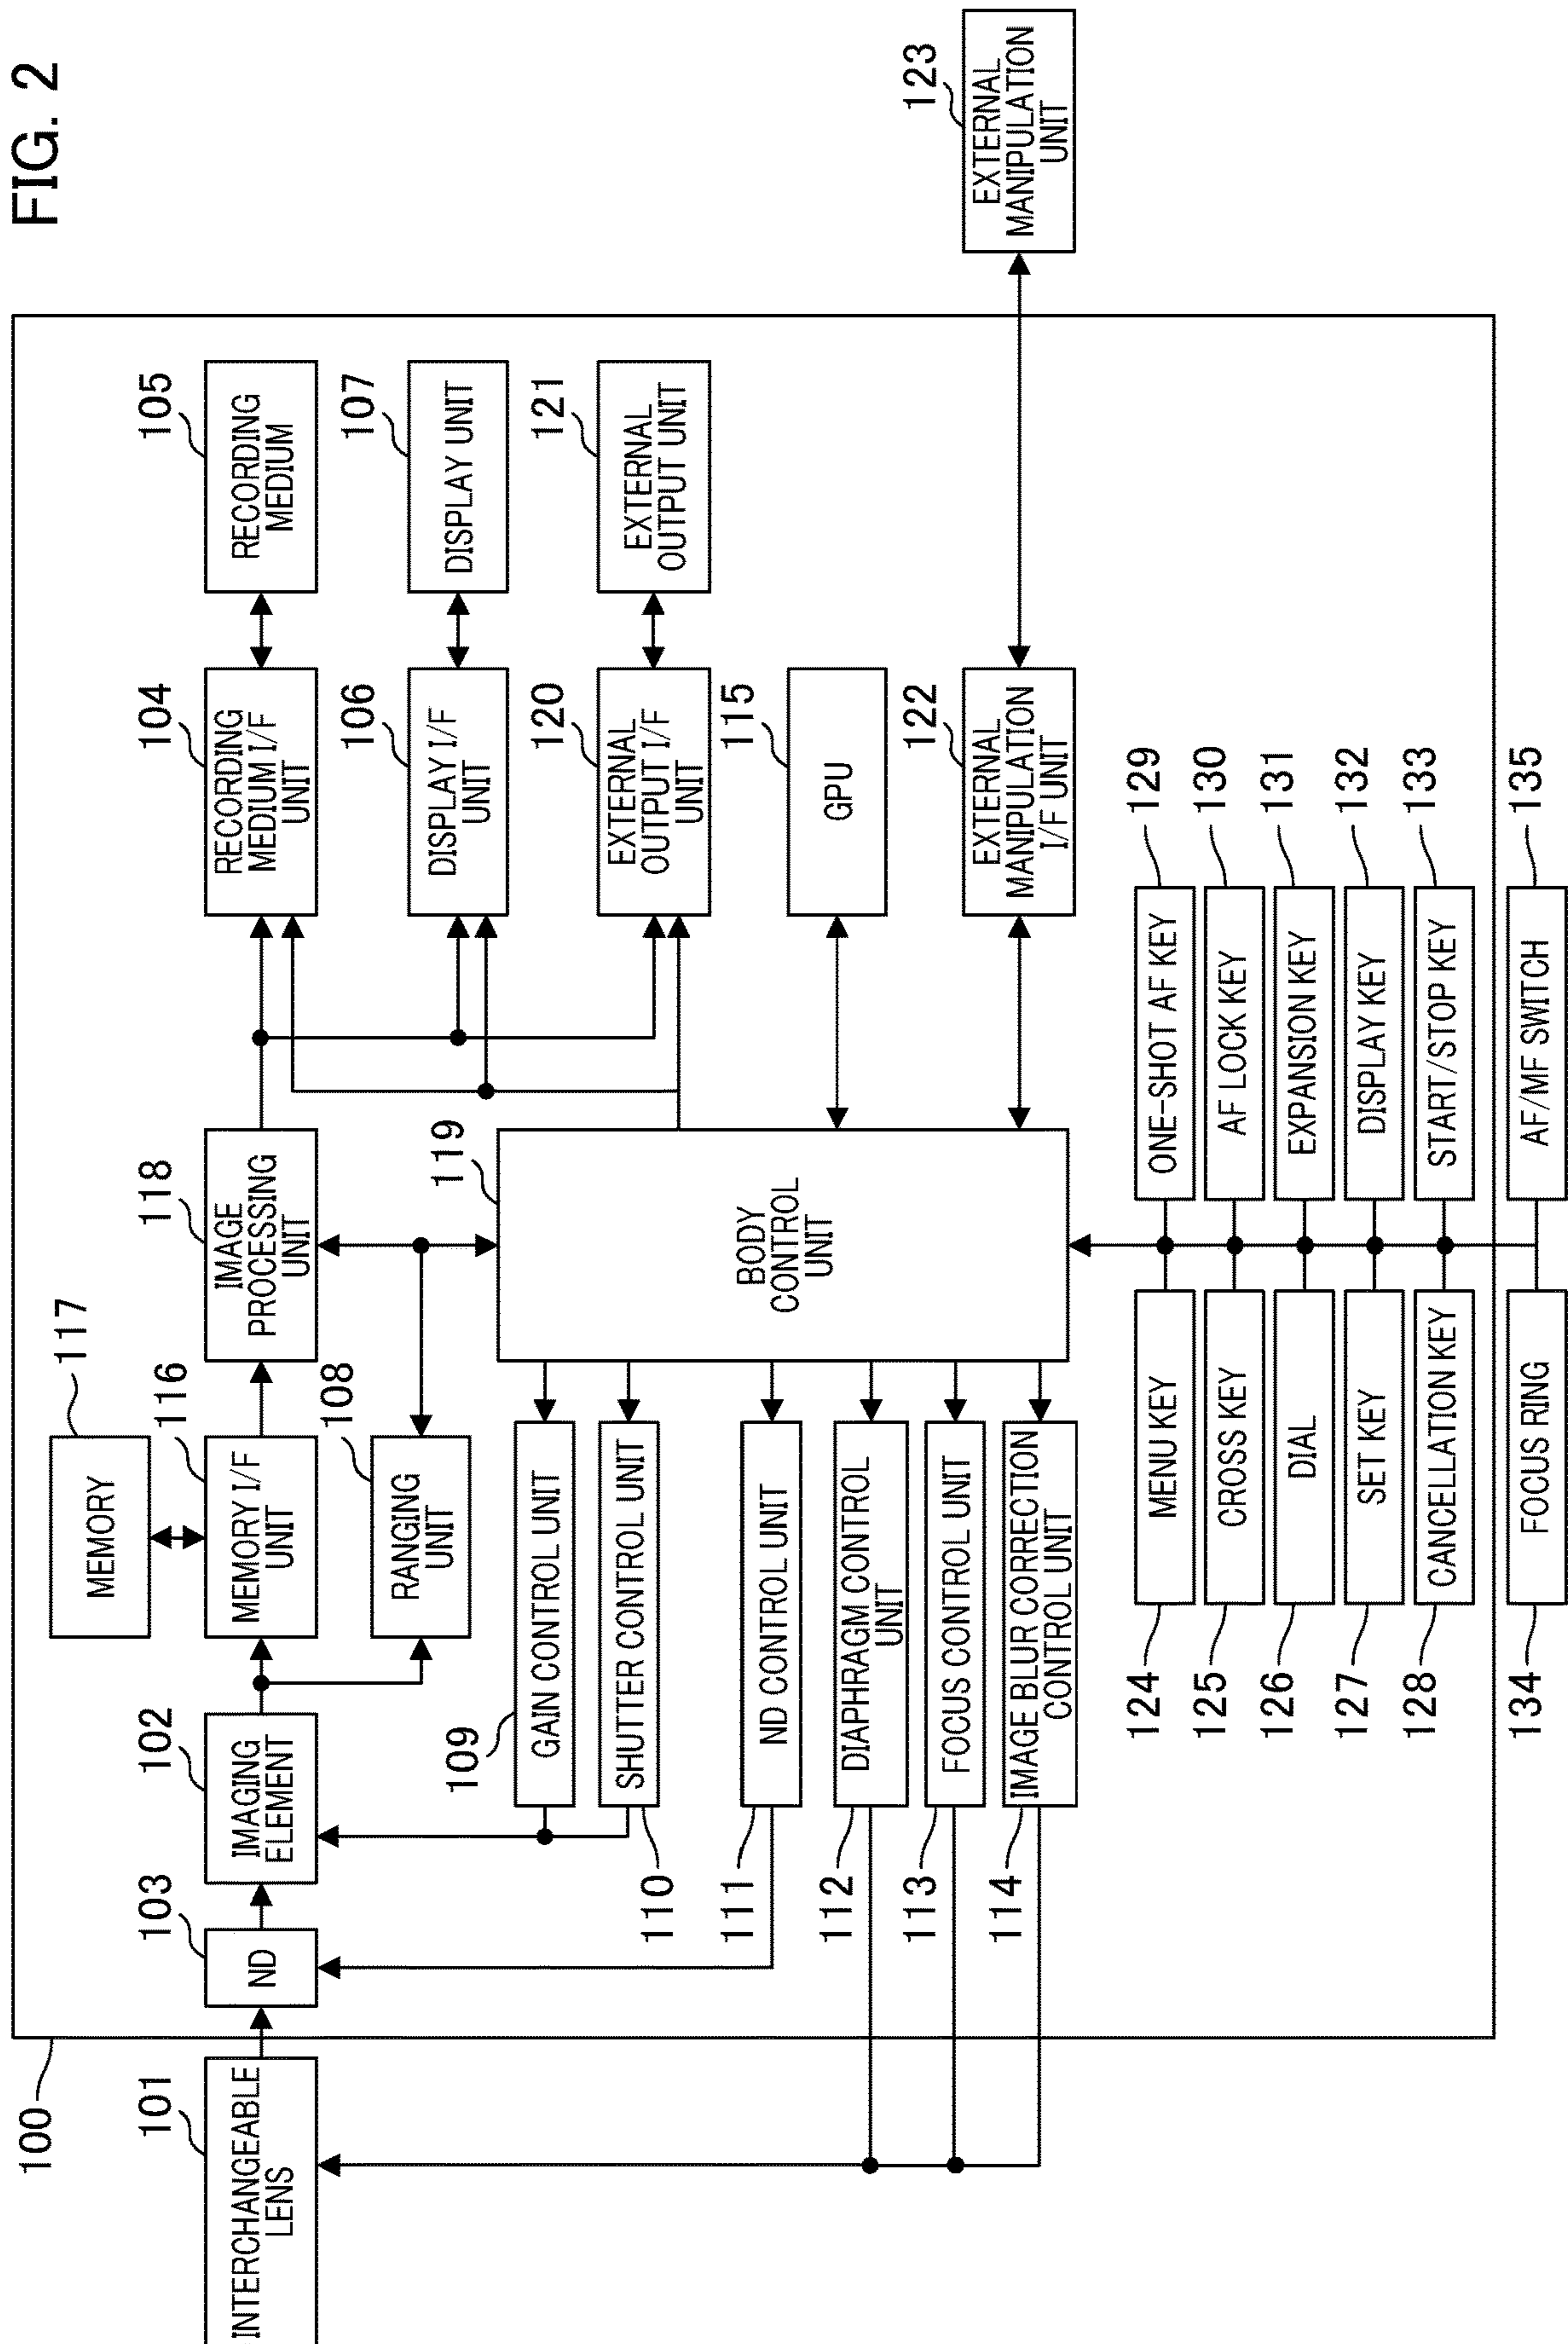 FIG. 2
100
101
INTERCHANGEABLE
LENS
103
ND
102
IMAGING
ELEMENT
117
MEMORY
116
MEMORY I/F
UNIT
108
RANGING
UNIT
118
IMAGE
PROCESSING
UNIT
104
RECORDING
MEDIUM I/F
UNIT
105
RECORDING
MEDIUM
106
DISPLAY I/F
UNIT
107
DISPLAY UNIT
120
EXTERNAL
OUTPUT I/F
UNIT
121
EXTERNAL
OUTPUT UNIT
109
GAIN CONTROL UNIT
110
SHUTTER CONTROL UNIT
111
ND CONTROL UNIT
112
DIAPHRAGM CONTROL
UNIT
113
FOCUS CONTROL UNIT
114
IMAGE BLUR CORRECTION
CONTROL UNIT
119
BODY
CONTROL
UNIT
115
GPU
122
EXTERNAL
MANIPULATION
I/F UNIT
123
EXTERNAL
MANIPULATION
UNIT
124
MENU KEY
ONE-SHOT AF KEY
129
125
CROSS KEY
AF LOCK KEY
130
126
DIAL
EXPANSION KEY
131
127
SET KEY
DISPLAY KEY
132
128
CANCELLATION KEY
START/STOP KEY
133
134
FOCUS RING
AF/MF SWITCH
135